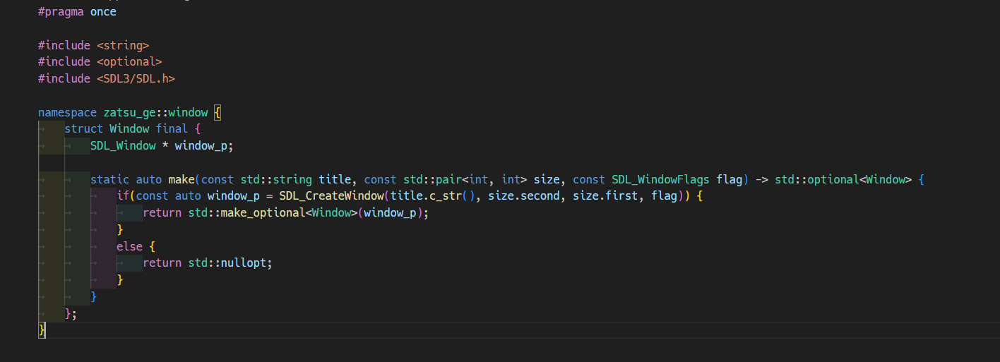 #pragma once
#include <string>
#include <optional>
#include <SDL3/SDL.h>
namespace zatsu_ge::window {
struct Window final {
SDL_Window * window_p;
static auto make(const std::string title, const std::pair<int, int> size, const SDL_WindowFlags flag) -> std::optional<Window> {
if(const auto window_p = SDL_CreateWindow(title.c_str(), size.second, size.first, flag)) {
return std::make_optional<Window>(window_p);
}
else {
return std::nullopt;
}
}
};
}